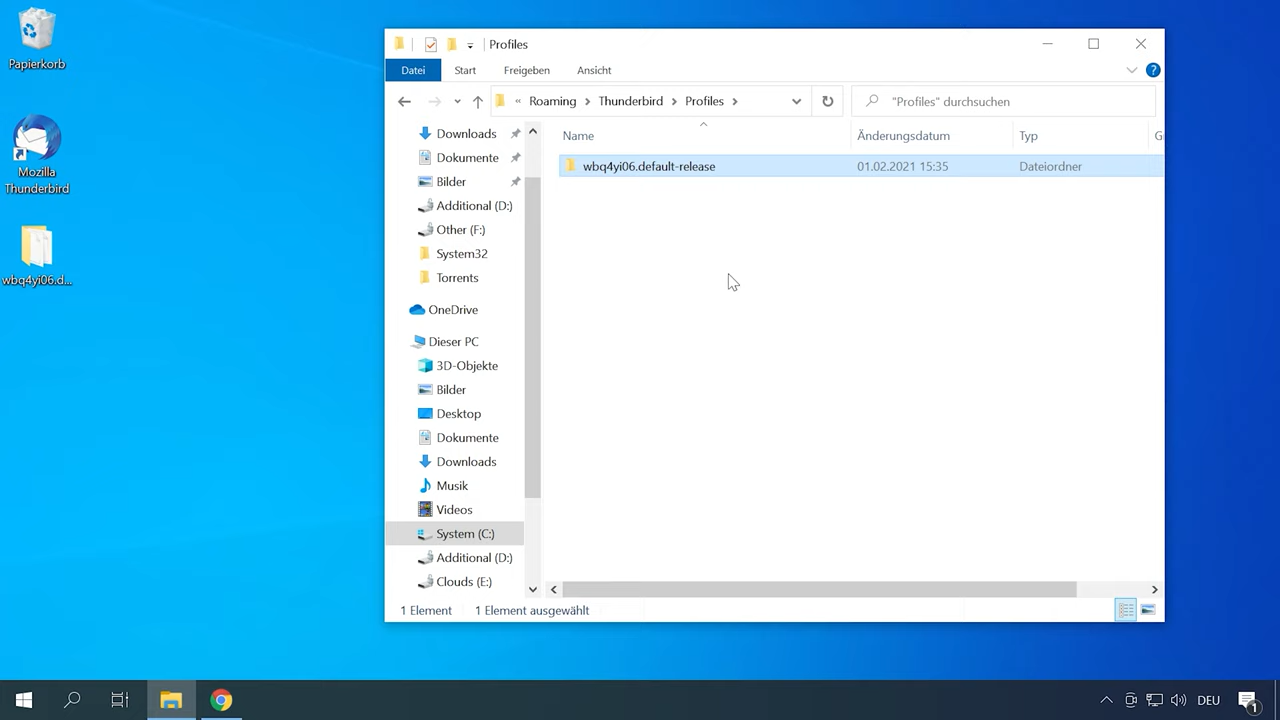 Papierkorb
Mozilla
Thunderbird
wbq4yi06.d...
Profiles
Datei Start Freigeben Ansicht
« Roaming > Thunderbird > Profiles > "Profiles" durchsuchen
Name Änderungsdatum Typ
wbq4yi06.default-release 01.02.2021 15:35 Dateiordner
Downloads
Dokumente
Bilder
Additional (D:)
Other (F:)
System32
Torrents
OneDrive
Dieser PC
3D-Objekte
Bilder
Desktop
Dokumente
Downloads
Musik
Videos
System (C:)
Additional (D:)
Clouds (E:)
1 Element 1 Element ausgewählt
DEU 1